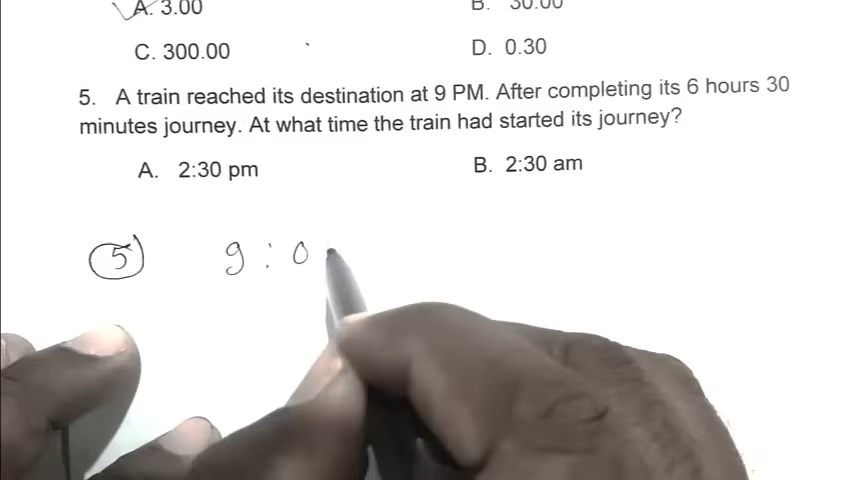 A. 3.00 B. 30.00
C. 300.00 D. 0.30
5. A train reached its destination at 9 PM. After completing its 6 hours 30
minutes journey. At what time the train had started its journey?
A. 2:30 pm B. 2:30 am
5 9 : 0